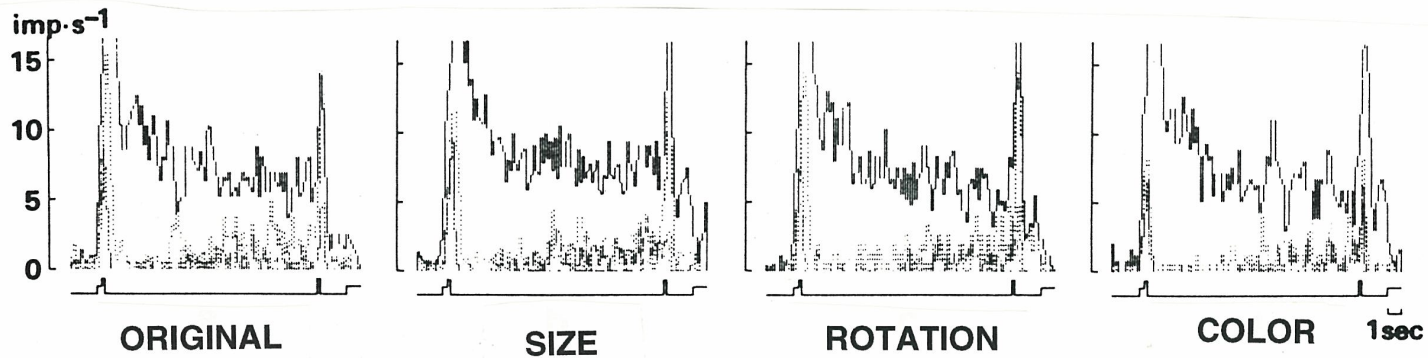 imp·s⁻¹
15
10
5
0
ORIGINAL
SIZE
ROTATION
COLOR
1sec